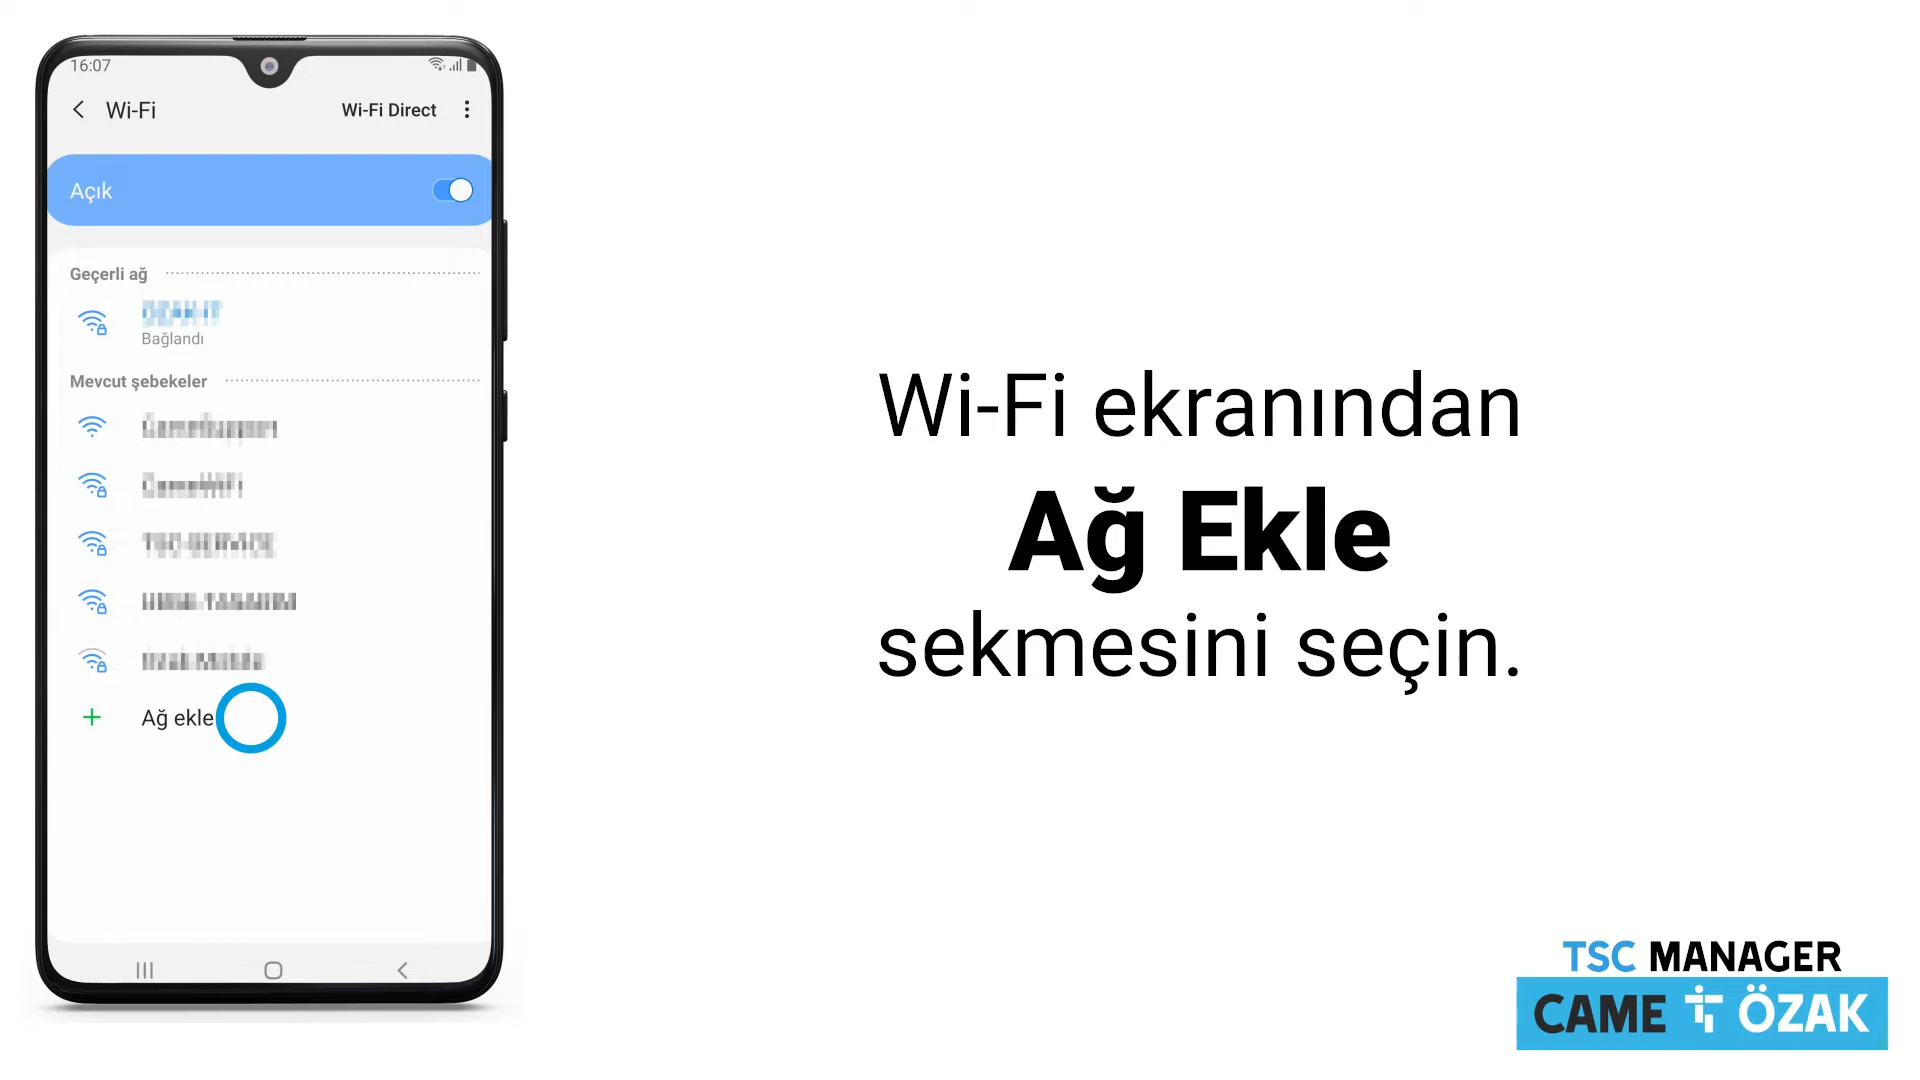 16:07
Wi-Fi
Wi-Fi Direct
Açık
Geçerli ağ
Bağlandı
Mevcut şebekeler
Ağ ekle
Wi-Fi ekranından
Ağ Ekle
sekmesini seçin.
TSC MANAGER
CAME ÖZAK